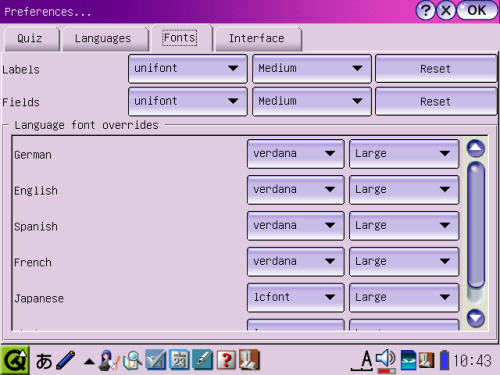 Preferences...
? X OK
Quiz Languages Fonts Interface
Labels unifont Medium Reset
Fields unifont Medium Reset
Language font overrides
German verdana Large
English verdana Large
Spanish verdana Large
French verdana Large
Japanese lcfont Large
あ A 10:43